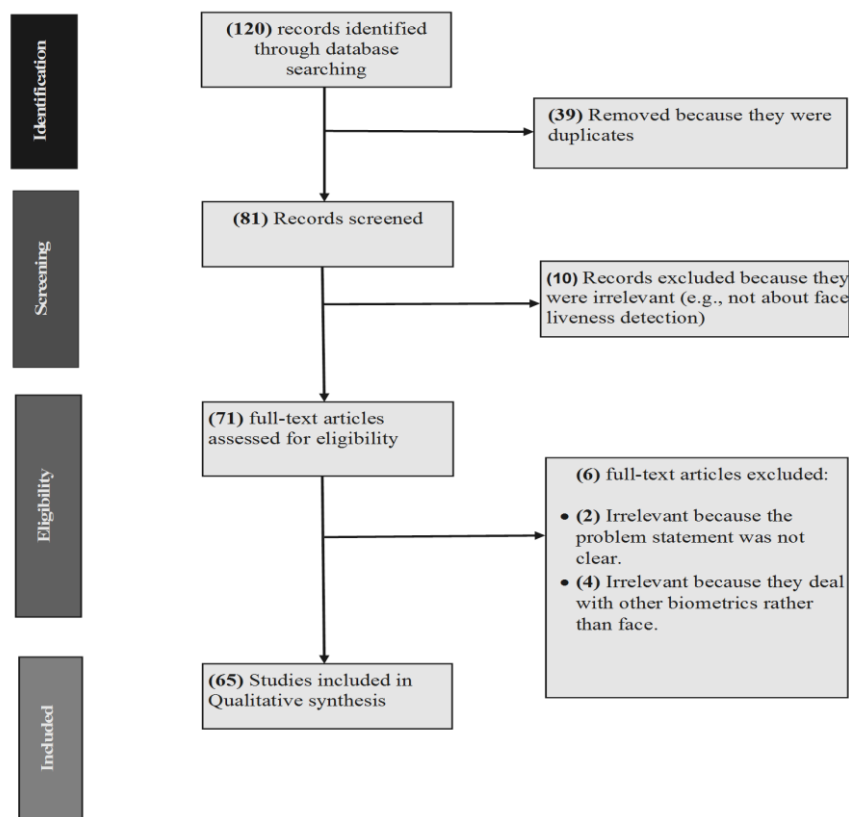 Identification
(120) records identified
through database
searching
(39) Removed because they were
duplicates
Screening
(81) Records screened
(10) Records excluded because they
were irrelevant (e.g., not about face
liveness detection)
Eligibility
(71) full-text articles
assessed for eligibility
(6) full-text articles excluded:
• (2) Irrelevant because the
problem statement was not
clear.
• (4) Irrelevant because they deal
with other biometrics rather
than face.
Included
(65) Studies included in
Qualitative synthesis